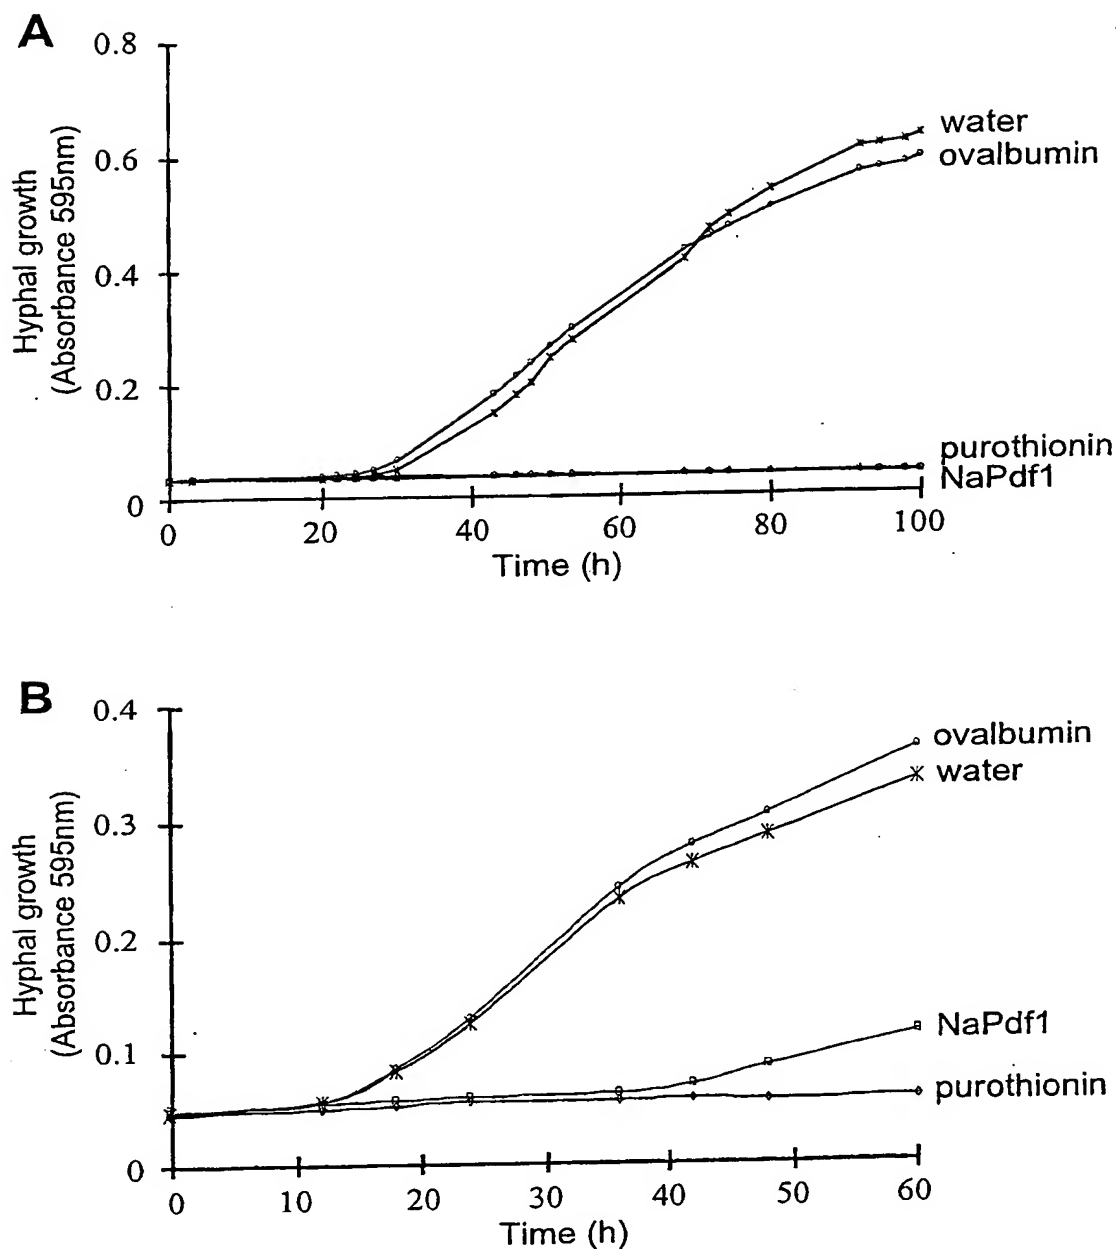 A
0.8
0.6
0.4
0.2
0
Hyphal growth
(Absorbance 595nm)
water
ovalbumin
purothionin
NaPdf1
0 20 40 60 80 100
Time (h)
B
0.4
0.3
0.2
0.1
0
Hyphal growth
(Absorbance 595nm)
ovalbumin
water
NaPdf1
purothionin
0 10 20 30 40 50 60
Time (h)